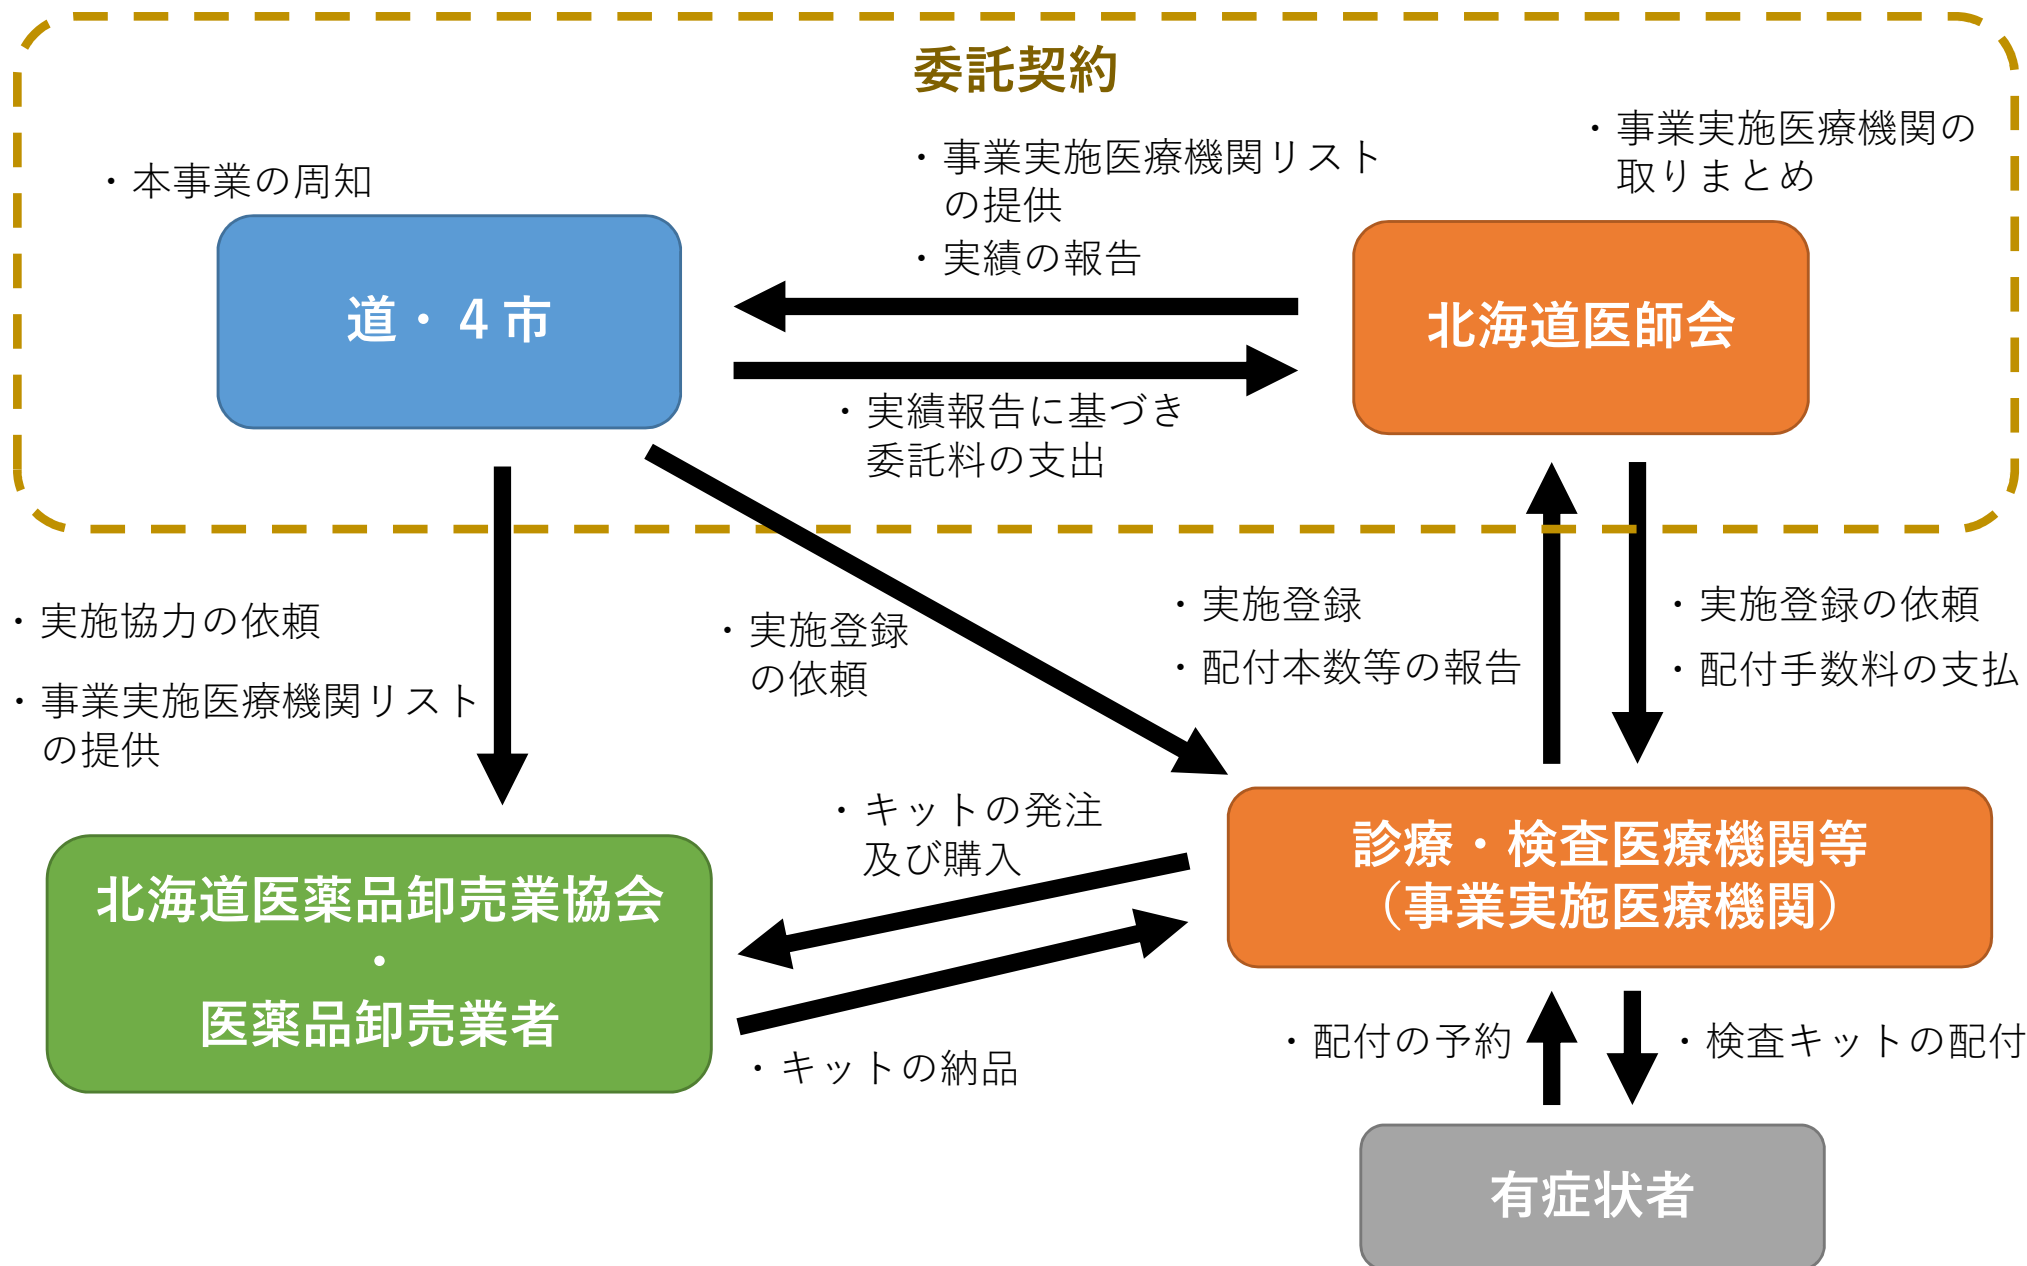 委託契約
・本事業の周知
・事業実施医療機関リスト
の提供
・実績の報告
・事業実施医療機関の
取りまとめ
道・４市
北海道医師会
・実績報告に基づき
委託料の支出
・実施協力の依頼
・事業実施医療機関リスト
の提供
・実施登録
の依頼
・実施登録
・配付本数等の報告
・実施登録の依頼
・配付手数料の支払
・キットの発注
及び購入
北海道医薬品卸売業協会
・
医薬品卸売業者
診療・検査医療機関等
（事業実施医療機関）
・キットの納品
・配付の予約
・検査キットの配付
有症状者